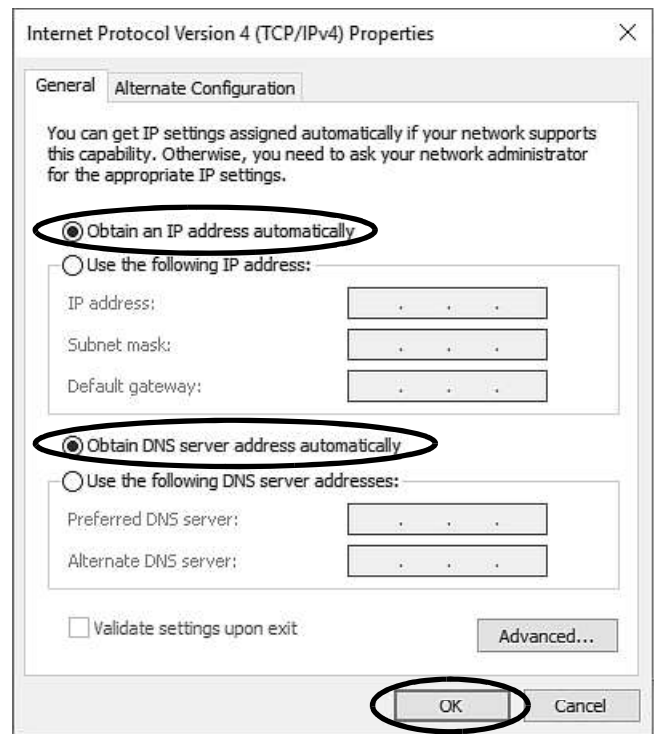 Internet Protocol Version 4 (TCP/IPv4) Properties
General
Alternate Configuration
You can get IP settings assigned automatically if your network supports
this capability. Otherwise, you need to ask your network administrator
for the appropriate IP settings.
Obtain an IP address automatically
Use the following IP address:
IP address:
. . .
Subnet mask:
. . .
Default gateway:
. . .
Obtain DNS server address automatically
Use the following DNS server addresses:
Preferred DNS server:
. . .
Alternate DNS server:
. . .
Validate settings upon exit
Advanced...
OK
Cancel